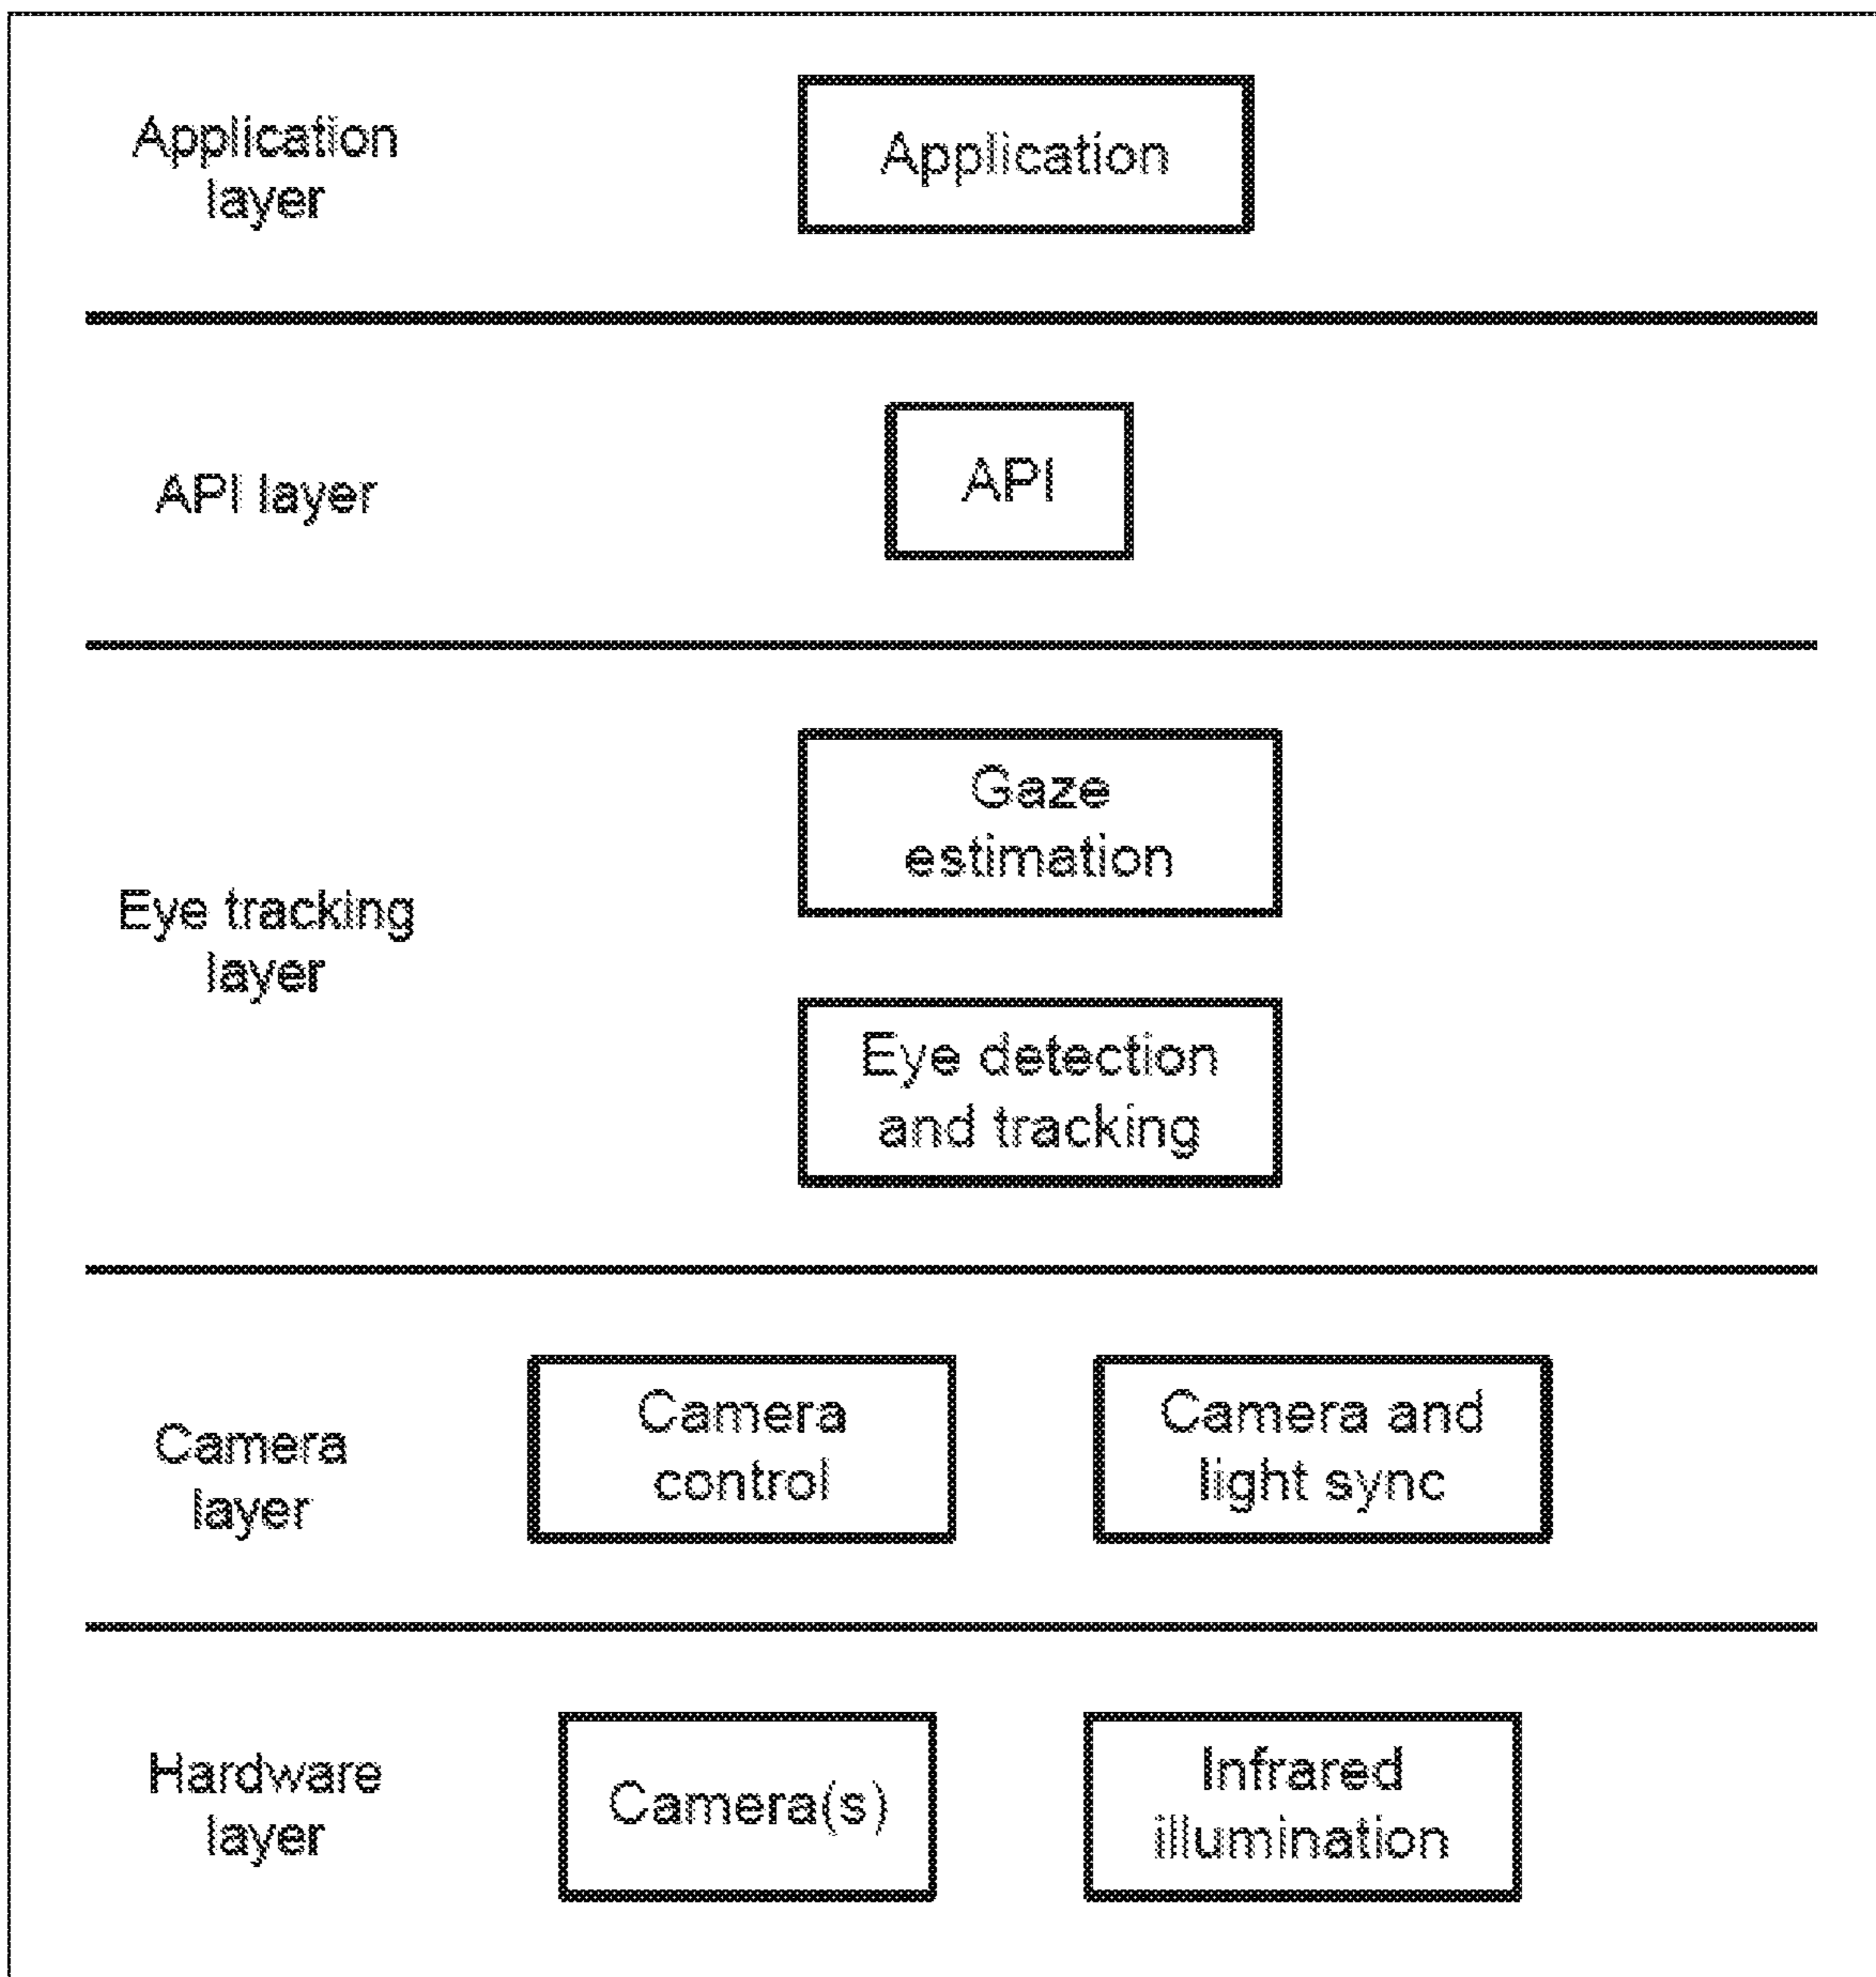 Application
layer
Application
API layer
API
Eye tracking
layer
Gaze
estimation
Eye detection
and tracking
Camera
layer
Camera
control
Camera and
light sync
Hardware
layer
Camera(s)
Infrared
illumination